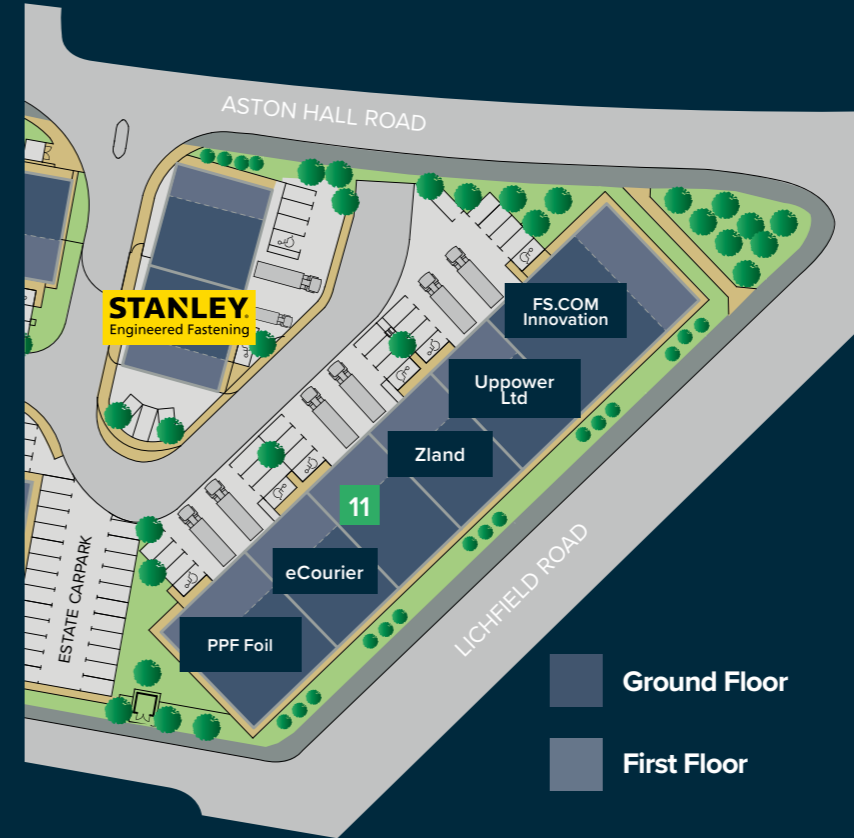 ASTON HALL ROAD
STANLEY.
Engineered Fastening
FS.COM
Innovation
Uppower
Ltd
Zland
11
eCourier
PPF Foil
ESTATE CARPARK
LICHFIELD ROAD
Ground Floor
First Floor